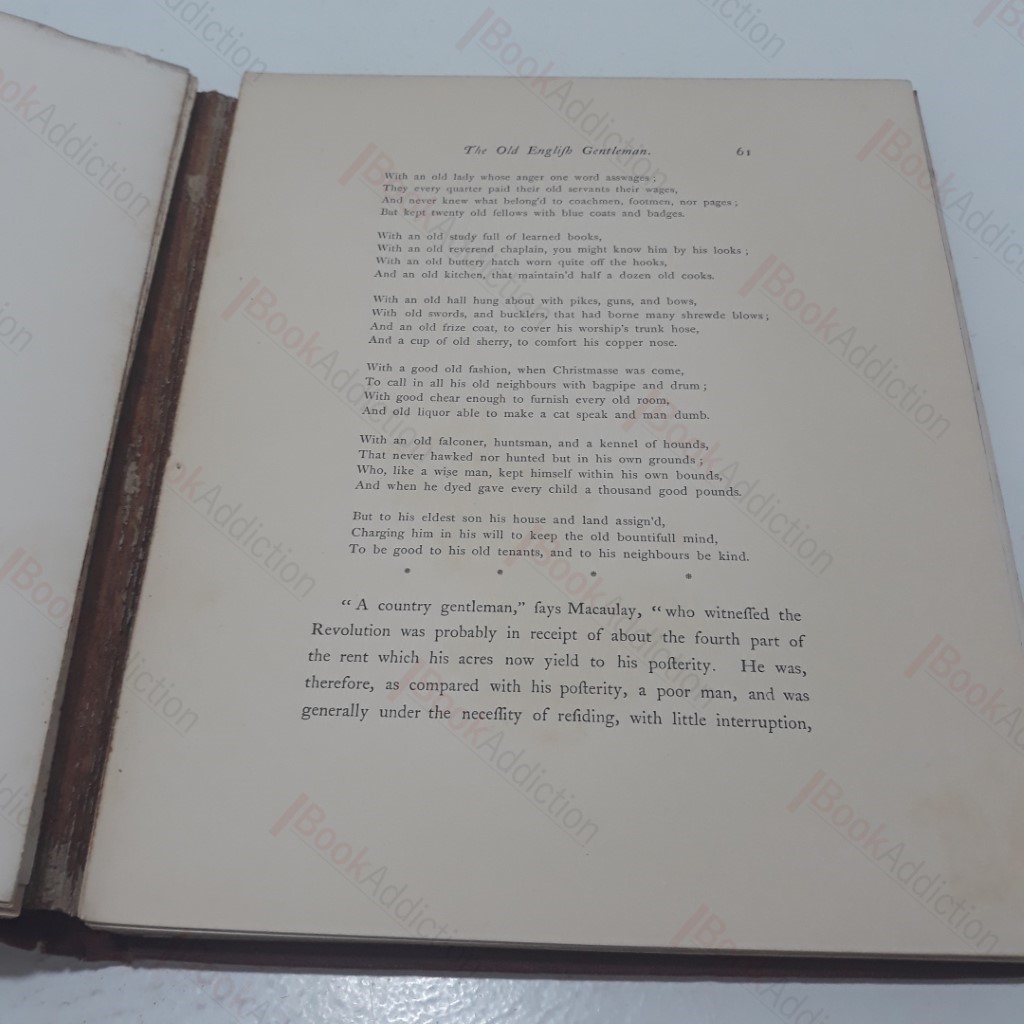 The Old Engliſh Gentleman. 61
With an old lady whose anger one word asswages ;
They every quarter paid their old servants their wages,
And never knew what belong'd to coachmen, footmen, nor pages ;
But kept twenty old fellows with blue coats and badges.
With an old study full of learned books,
With an old reverend chaplain, you might know him by his looks ;
With an old buttery hatch worn quite off the hooks,
And an old kitchen, that maintain'd half a dozen old cooks.
With an old hall hung about with pikes, guns, and bows,
With old swords, and bucklers, that had borne many shrewde blows ;
And an old frize coat, to cover his worship's trunk hose,
And a cup of old sherry, to comfort his copper nose.
With a good old fashion, when Christmasse was come,
To call in all his old neighbours with bagpipe and drum ;
With good chear enough to furnish every old room,
And old liquor able to make a cat speak and man dumb.
With an old falconer, huntsman, and a kennel of hounds,
That never hawked nor hunted but in his own grounds ;
Who, like a wise man, kept himself within his own bounds,
And when he dyed gave every child a thousand good pounds.
But to his eldest son his house and land assign'd,
Charging him in his will to keep the old bountifull mind,
To be good to his old tenants, and to his neighbours be kind.
* * * *
“ A country gentleman,” ſays Macaulay, “ who witneſſed the
Revolution was probably in receipt of about the fourth part of
the rent which his acres now yield to his poſterity. He was,
therefore, as compared with his poſterity, a poor man, and was
generally under the neceſſity of reſiding, with little interruption,
BookAddiction